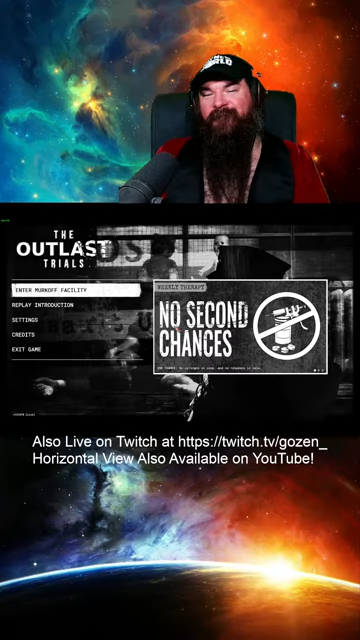 THE
OUTLAST
TRIALS
ENTER MURKOFF FACILITY
REPLAY INTRODUCTION
SETTINGS
CREDITS
EXIT GAME
WEEKLY THERAPY
NO SECOND
CHANCES
Also Live on Twitch at https://twitch.tv/gozen_
Horizontal View Also Available on YouTube!